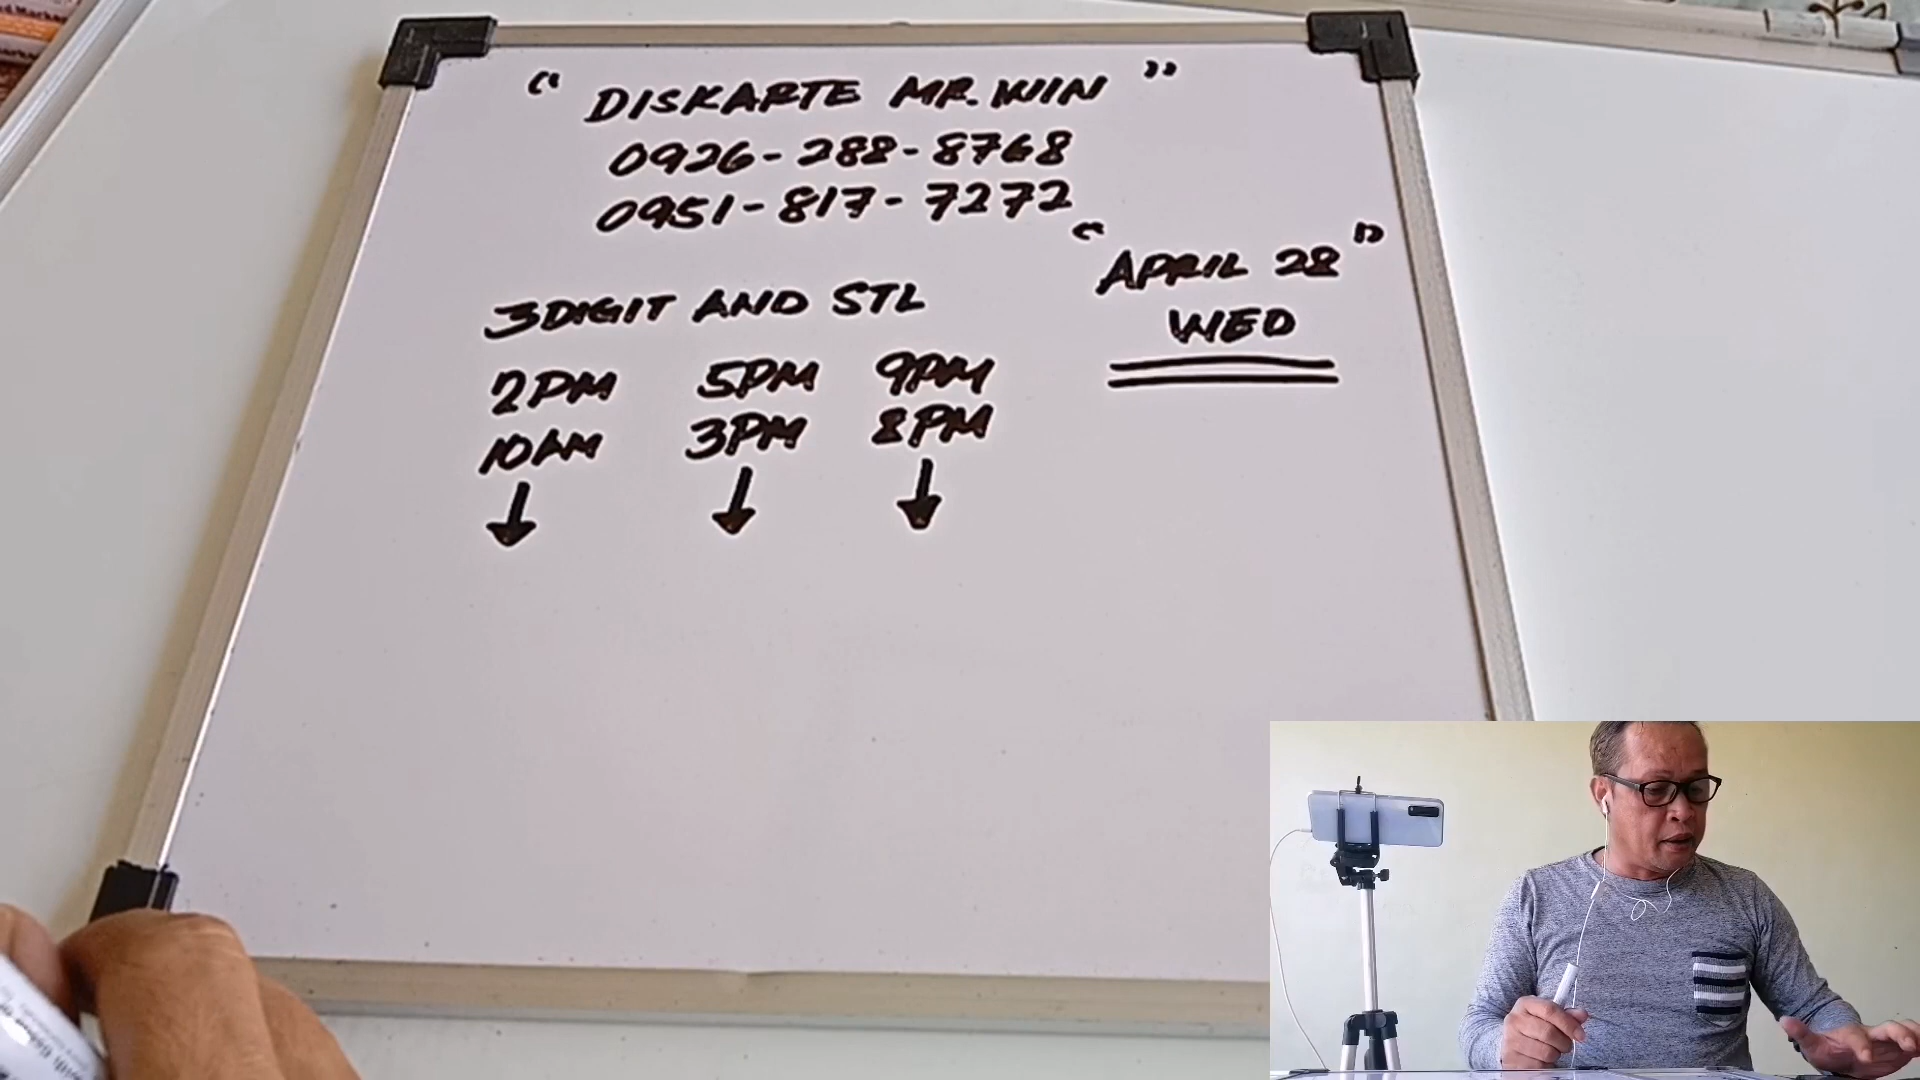 " DISKARTE MR. WIN "
0926-288-8768
0951-817-7272
" APRIL 28 "
WED
3DIGIT AND STL
2PM 5PM 9PM
10AM 3PM 8PM